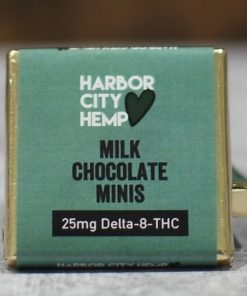 HARBOR
CITY
HEMP
MILK
CHOCOLATE
MINIS
25mg Delta-8-THC
HARBOR CITY HEMP